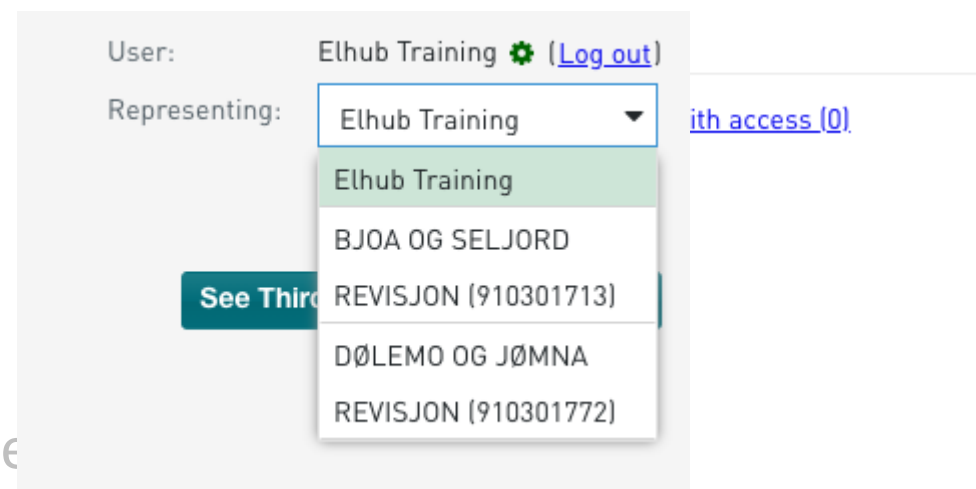 User: Elhub Training (Log out)
Representing: Elhub Training
ith access (0)
Elhub Training
BJOA OG SELJORD
REVISJON (910301713)
See Thir
DØLEMO OG JØMNA
REVISJON (910301772)
e